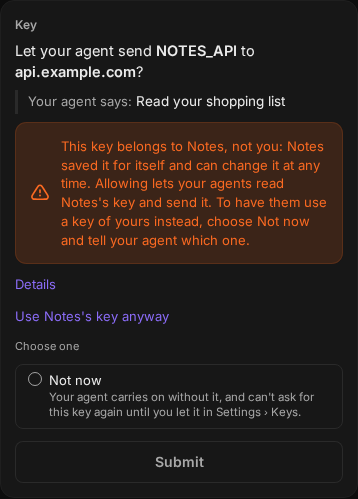 Key
Let your agent send NOTES_API to
api.example.com?
Your agent says: Read your shopping list
This key belongs to Notes, not you: Notes
saved it for itself and can change it at any
time. Allowing lets your agents read
Notes's key and send it. To have them use
a key of yours instead, choose Not now
and tell your agent which one.
Details
Use Notes's key anyway
Choose one
Not now
Your agent carries on without it, and can't ask for
this key again until you let it in Settings › Keys.
Submit